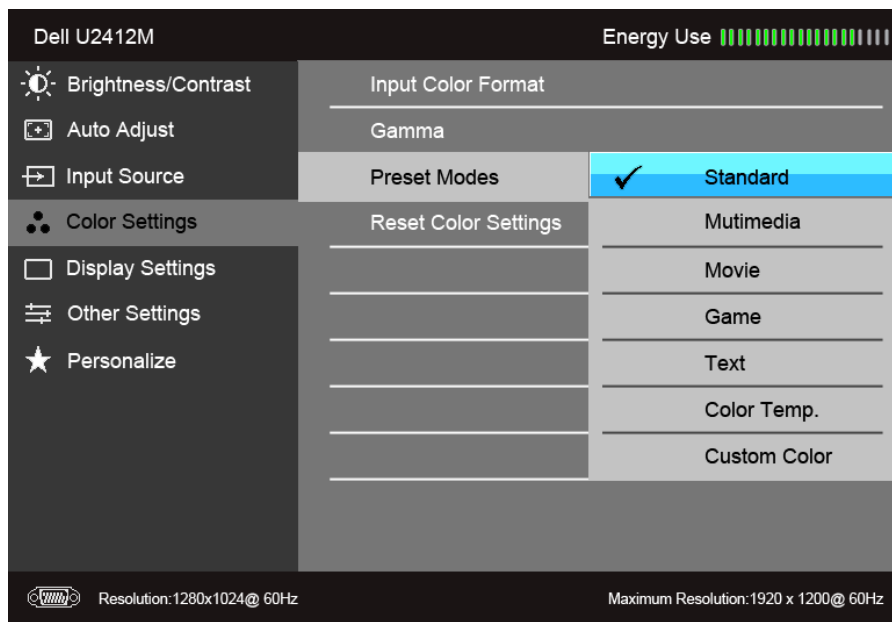 Dell U2412M
Energy Use
Brightness/Contrast
Auto Adjust
Input Source
Color Settings
Display Settings
Other Settings
Personalize
Input Color Format
Gamma
Preset Modes
Reset Color Settings
Standard
Mutimedia
Movie
Game
Text
Color Temp.
Custom Color
Resolution:1280x1024@ 60Hz
Maximum Resolution:1920 x 1200@ 60Hz